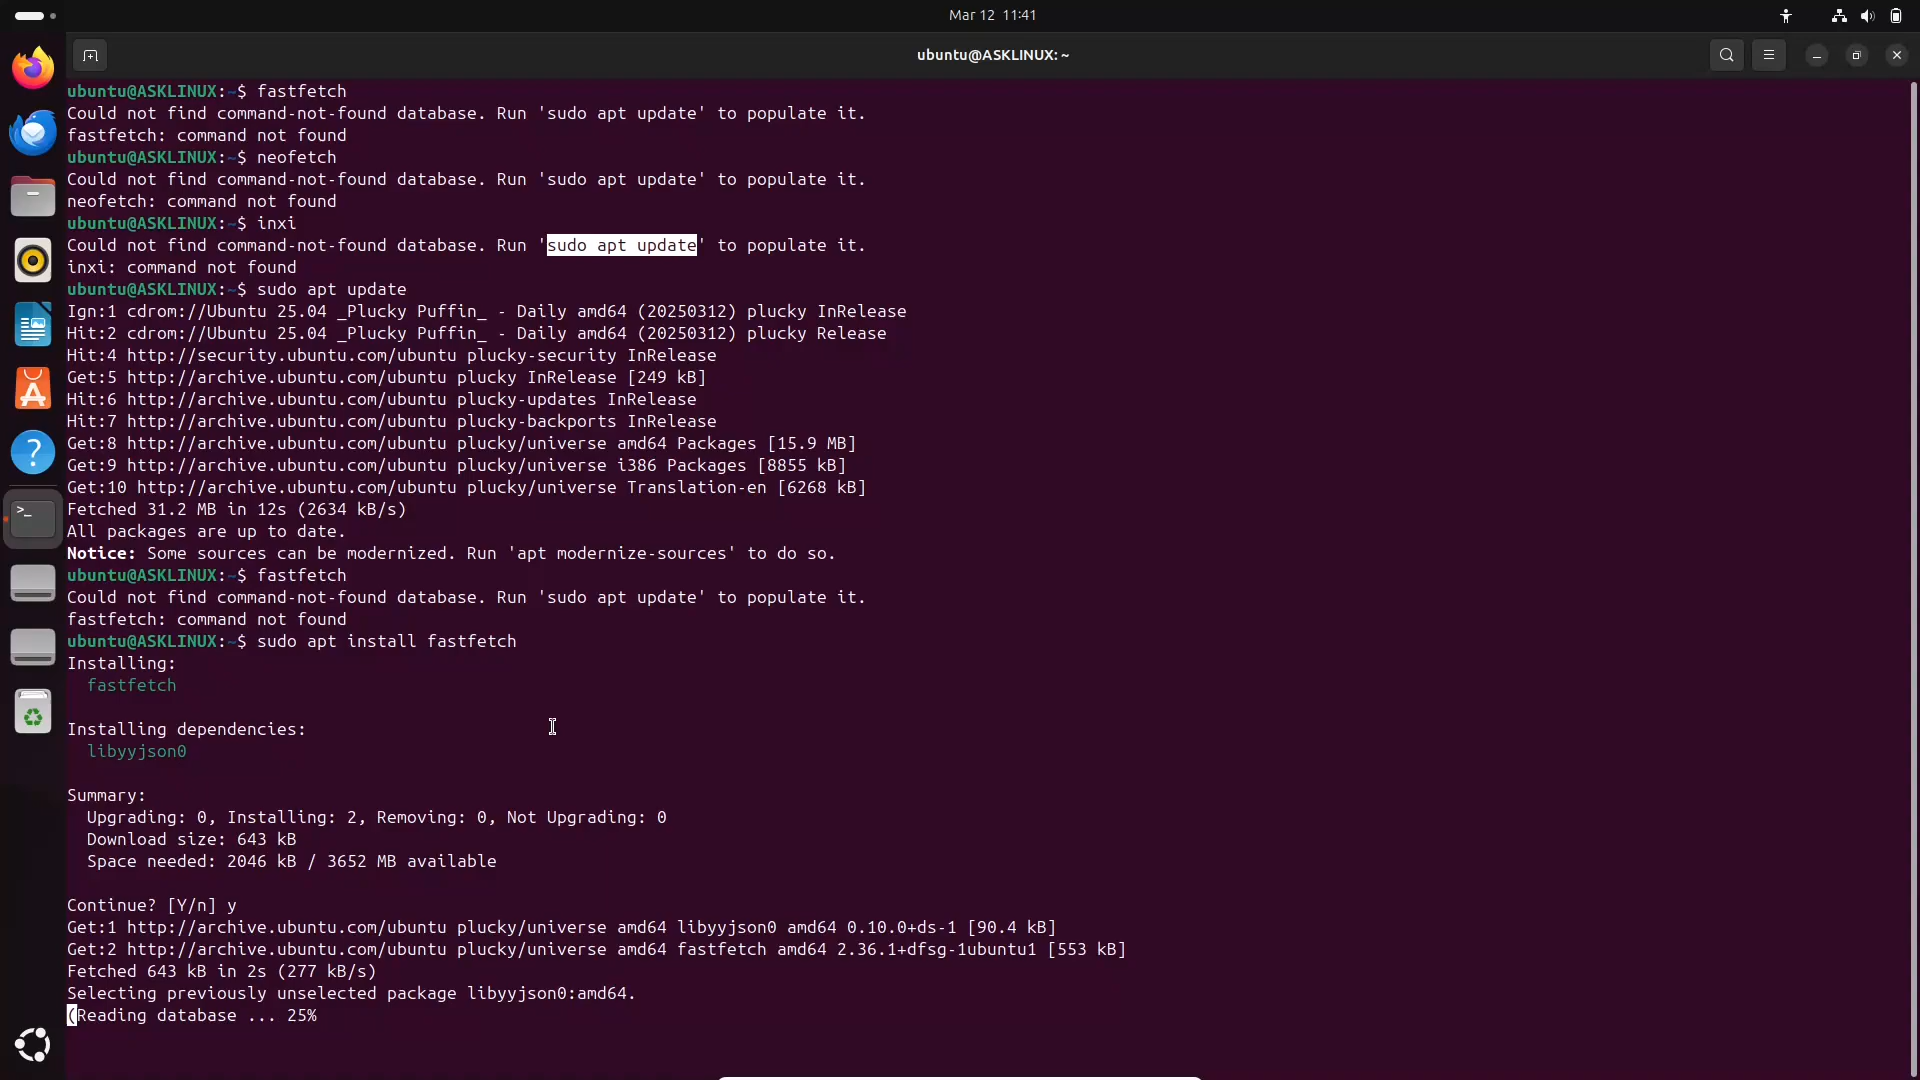 Mar 12 11:41
ubuntu@ASKLINUX: ~
ubuntu@ASKLINUX:~$ fastfetch
Could not find command-not-found database. Run 'sudo apt update' to populate it.
fastfetch: command not found
ubuntu@ASKLINUX:~$ neofetch
Could not find command-not-found database. Run 'sudo apt update' to populate it.
neofetch: command not found
ubuntu@ASKLINUX:~$ inxi
Could not find command-not-found database. Run 'sudo apt update' to populate it.
inxi: command not found
ubuntu@ASKLINUX:~$ sudo apt update
Ign:1 cdrom://Ubuntu 25.04 _Plucky Puffin_ - Daily amd64 (20250312) plucky InRelease
Hit:2 cdrom://Ubuntu 25.04 _Plucky Puffin_ - Daily amd64 (20250312) plucky Release
Hit:4 http://security.ubuntu.com/ubuntu plucky-security InRelease
Get:5 http://archive.ubuntu.com/ubuntu plucky InRelease [249 kB]
Hit:6 http://archive.ubuntu.com/ubuntu plucky-updates InRelease
Hit:7 http://archive.ubuntu.com/ubuntu plucky-backports InRelease
Get:8 http://archive.ubuntu.com/ubuntu plucky/universe amd64 Packages [15.9 MB]
Get:9 http://archive.ubuntu.com/ubuntu plucky/universe i386 Packages [8855 kB]
Get:10 http://archive.ubuntu.com/ubuntu plucky/universe Translation-en [6268 kB]
Fetched 31.2 MB in 12s (2634 kB/s)
All packages are up to date.
Notice: Some sources can be modernized. Run 'apt modernize-sources' to do so.
ubuntu@ASKLINUX:~$ fastfetch
Could not find command-not-found database. Run 'sudo apt update' to populate it.
fastfetch: command not found
ubuntu@ASKLINUX:~$ sudo apt install fastfetch
Installing:
  fastfetch
Installing dependencies:
  libyyjson0
Summary:
  Upgrading: 0, Installing: 2, Removing: 0, Not Upgrading: 0
  Download size: 643 kB
  Space needed: 2046 kB / 3652 MB available
Continue? [Y/n] y
Get:1 http://archive.ubuntu.com/ubuntu plucky/universe amd64 libyyjson0 amd64 0.10.0+ds-1 [90.4 kB]
Get:2 http://archive.ubuntu.com/ubuntu plucky/universe amd64 fastfetch amd64 2.36.1+dfsg-1ubuntu1 [553 kB]
Fetched 643 kB in 2s (277 kB/s)
Selecting previously unselected package libyyjson0:amd64.
(Reading database ... 25%